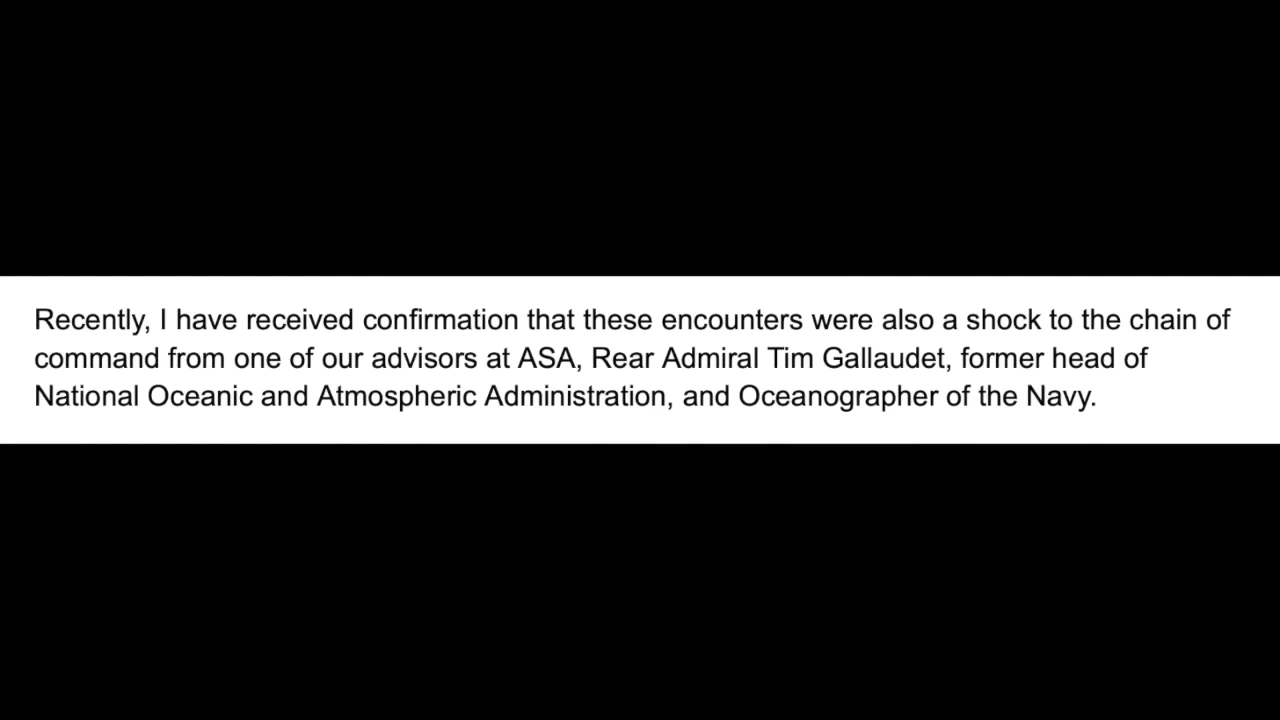 Recently, I have received confirmation that these encounters were also a shock to the chain of
command from one of our advisors at ASA, Rear Admiral Tim Gallaudet, former head of
National Oceanic and Atmospheric Administration, and Oceanographer of the Navy.